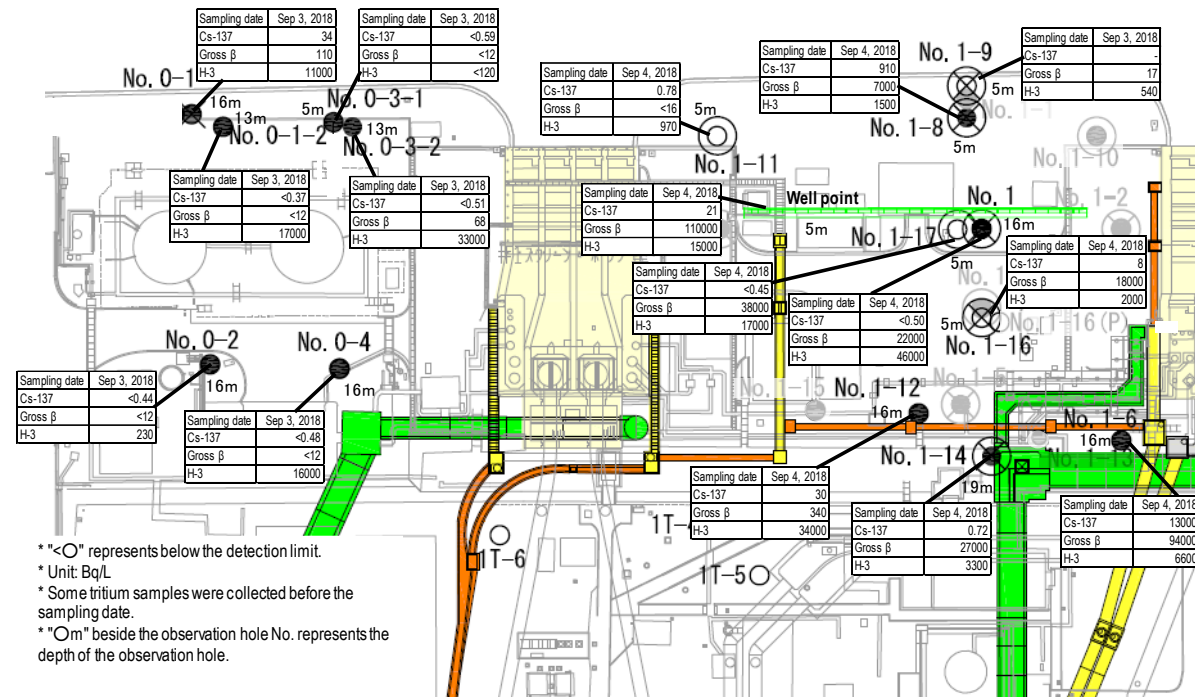 Sampling date Sep 3, 2018
Cs-137 34
Gross β 110
H-3 11000
Sampling date Sep 3, 2018
Cs-137 <0.59
Gross β <12
H-3 <120
Sampling date Sep 4, 2018
Cs-137 0.78
Gross β <16
H-3 970
Sampling date Sep 4, 2018
Cs-137 910
Gross β 7000
H-3 1500
Sampling date Sep 3, 2018
Cs-137 -
Gross β 17
H-3 540
No. 0-1
16m
No. 0-1-2
13m
No. 0-3-1
5m
No. 0-3-2
13m
No. 1-11
5m
No. 1-9
5m
No. 1-8
5m
No. 1-10
No. 1-2
Sampling date Sep 3, 2018
Cs-137 <0.37
Gross β <12
H-3 17000
Sampling date Sep 3, 2018
Cs-137 <0.51
Gross β 68
H-3 33000
Sampling date Sep 4, 2018
Cs-137 21
Gross β 110000
H-3 15000
Well point
5m
No. 1-17
5m
No. 1
16m
Sampling date Sep 4, 2018
Cs-137 <0.45
Gross β 38000
H-3 17000
Sampling date Sep 4, 2018
Cs-137 <0.50
Gross β 22000
H-3 46000
Sampling date Sep 4, 2018
Cs-137 8
Gross β 18000
H-3 2000
5m
No. 1-16(P)
No. 1-16
No. 0-2
16m
No. 0-4
16m
No. 1-15
No. 1-12
16m
No. 1-5
No. 1-6
16m
No. 1-13
No. 1-14
19m
Sampling date Sep 3, 2018
Cs-137 <0.44
Gross β <12
H-3 230
Sampling date Sep 3, 2018
Cs-137 <0.48
Gross β <12
H-3 16000
Sampling date Sep 4, 2018
Cs-137 30
Gross β 340
H-3 34000
Sampling date Sep 4, 2018
Cs-137 0.72
Gross β 27000
H-3 3300
Sampling date Sep 4, 2018
Cs-137 13000
Gross β 94000
H-3 6600
1T-6
1T-5
* "<O" represents below the detection limit.
* Unit: Bq/L
* Some tritium samples were collected before the
sampling date.
* "Om" beside the observation hole No. represents the
depth of the observation hole.